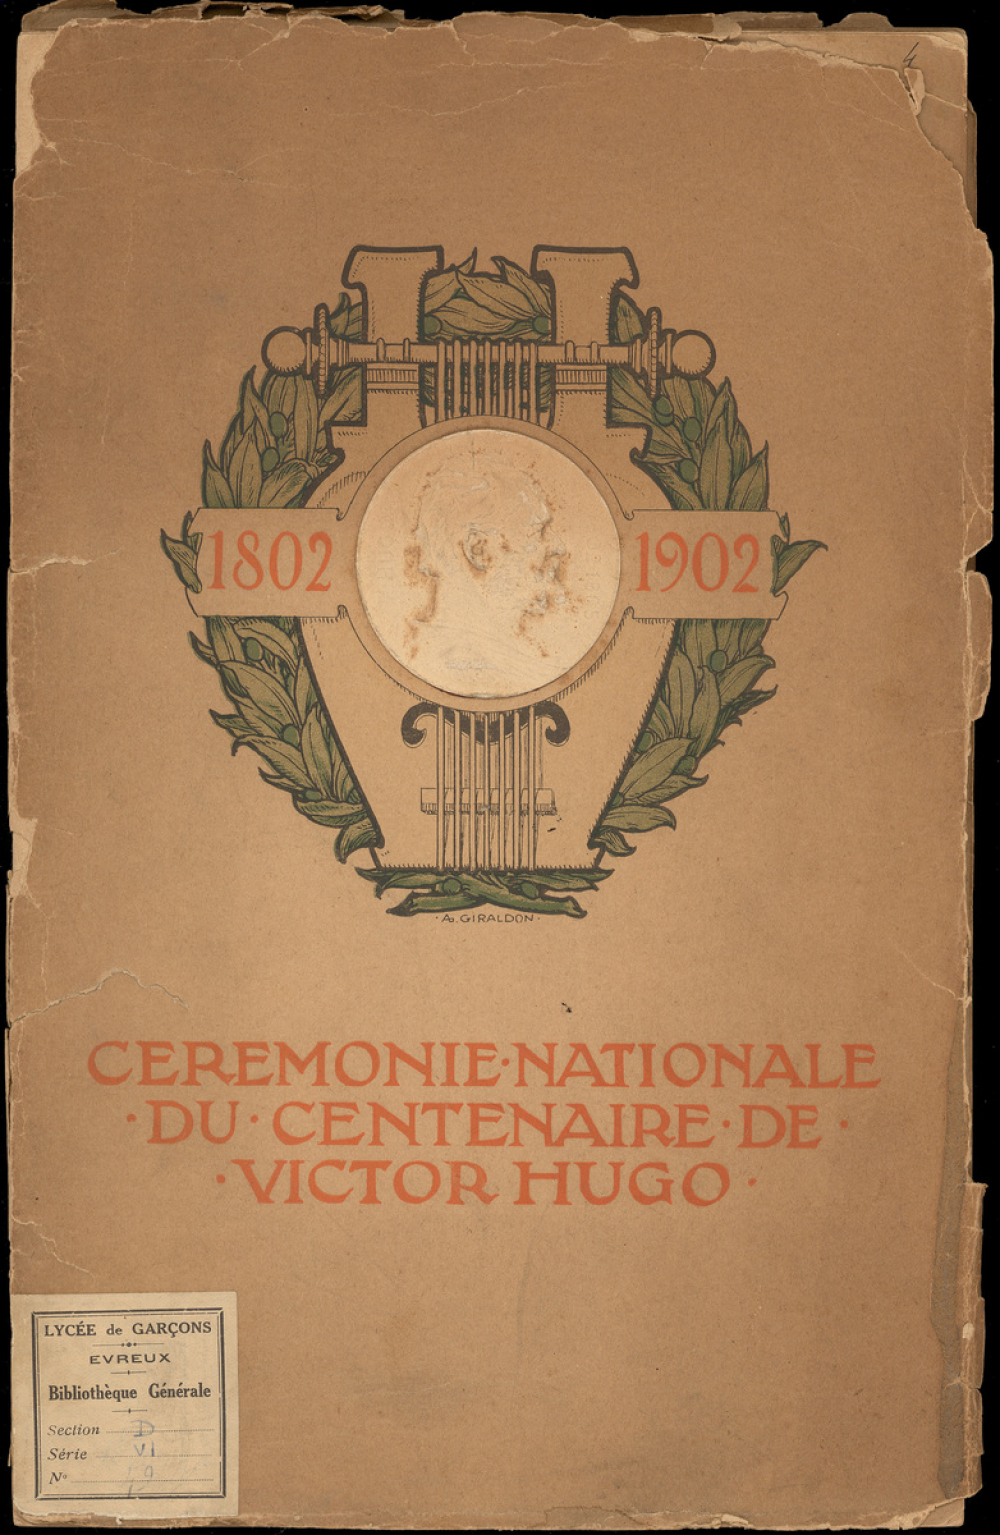 1802 1902
·A. GIRALDON·
CEREMONIE·NATIONALE
·DU·CENTENAIRE·DE·
·VICTOR HUGO·
LYCÉE de GARÇONS
EVREUX
Bibliothèque Générale
Section D
Série VI
N°